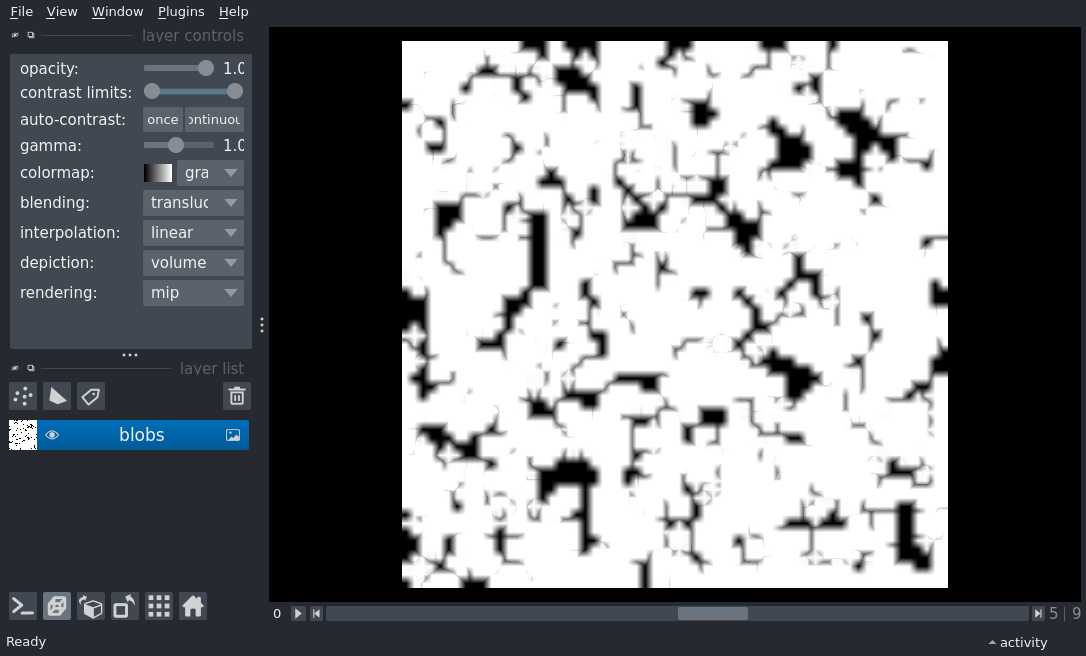 File View Window Plugins Help
layer controls
opacity: 1.0
contrast limits:
auto-contrast: once ontinuou
gamma: 1.0
colormap: gra
blending: transluc
interpolation: linear
depiction: volume
rendering: mip
layer list
blobs
0 5 | 9
Ready activity